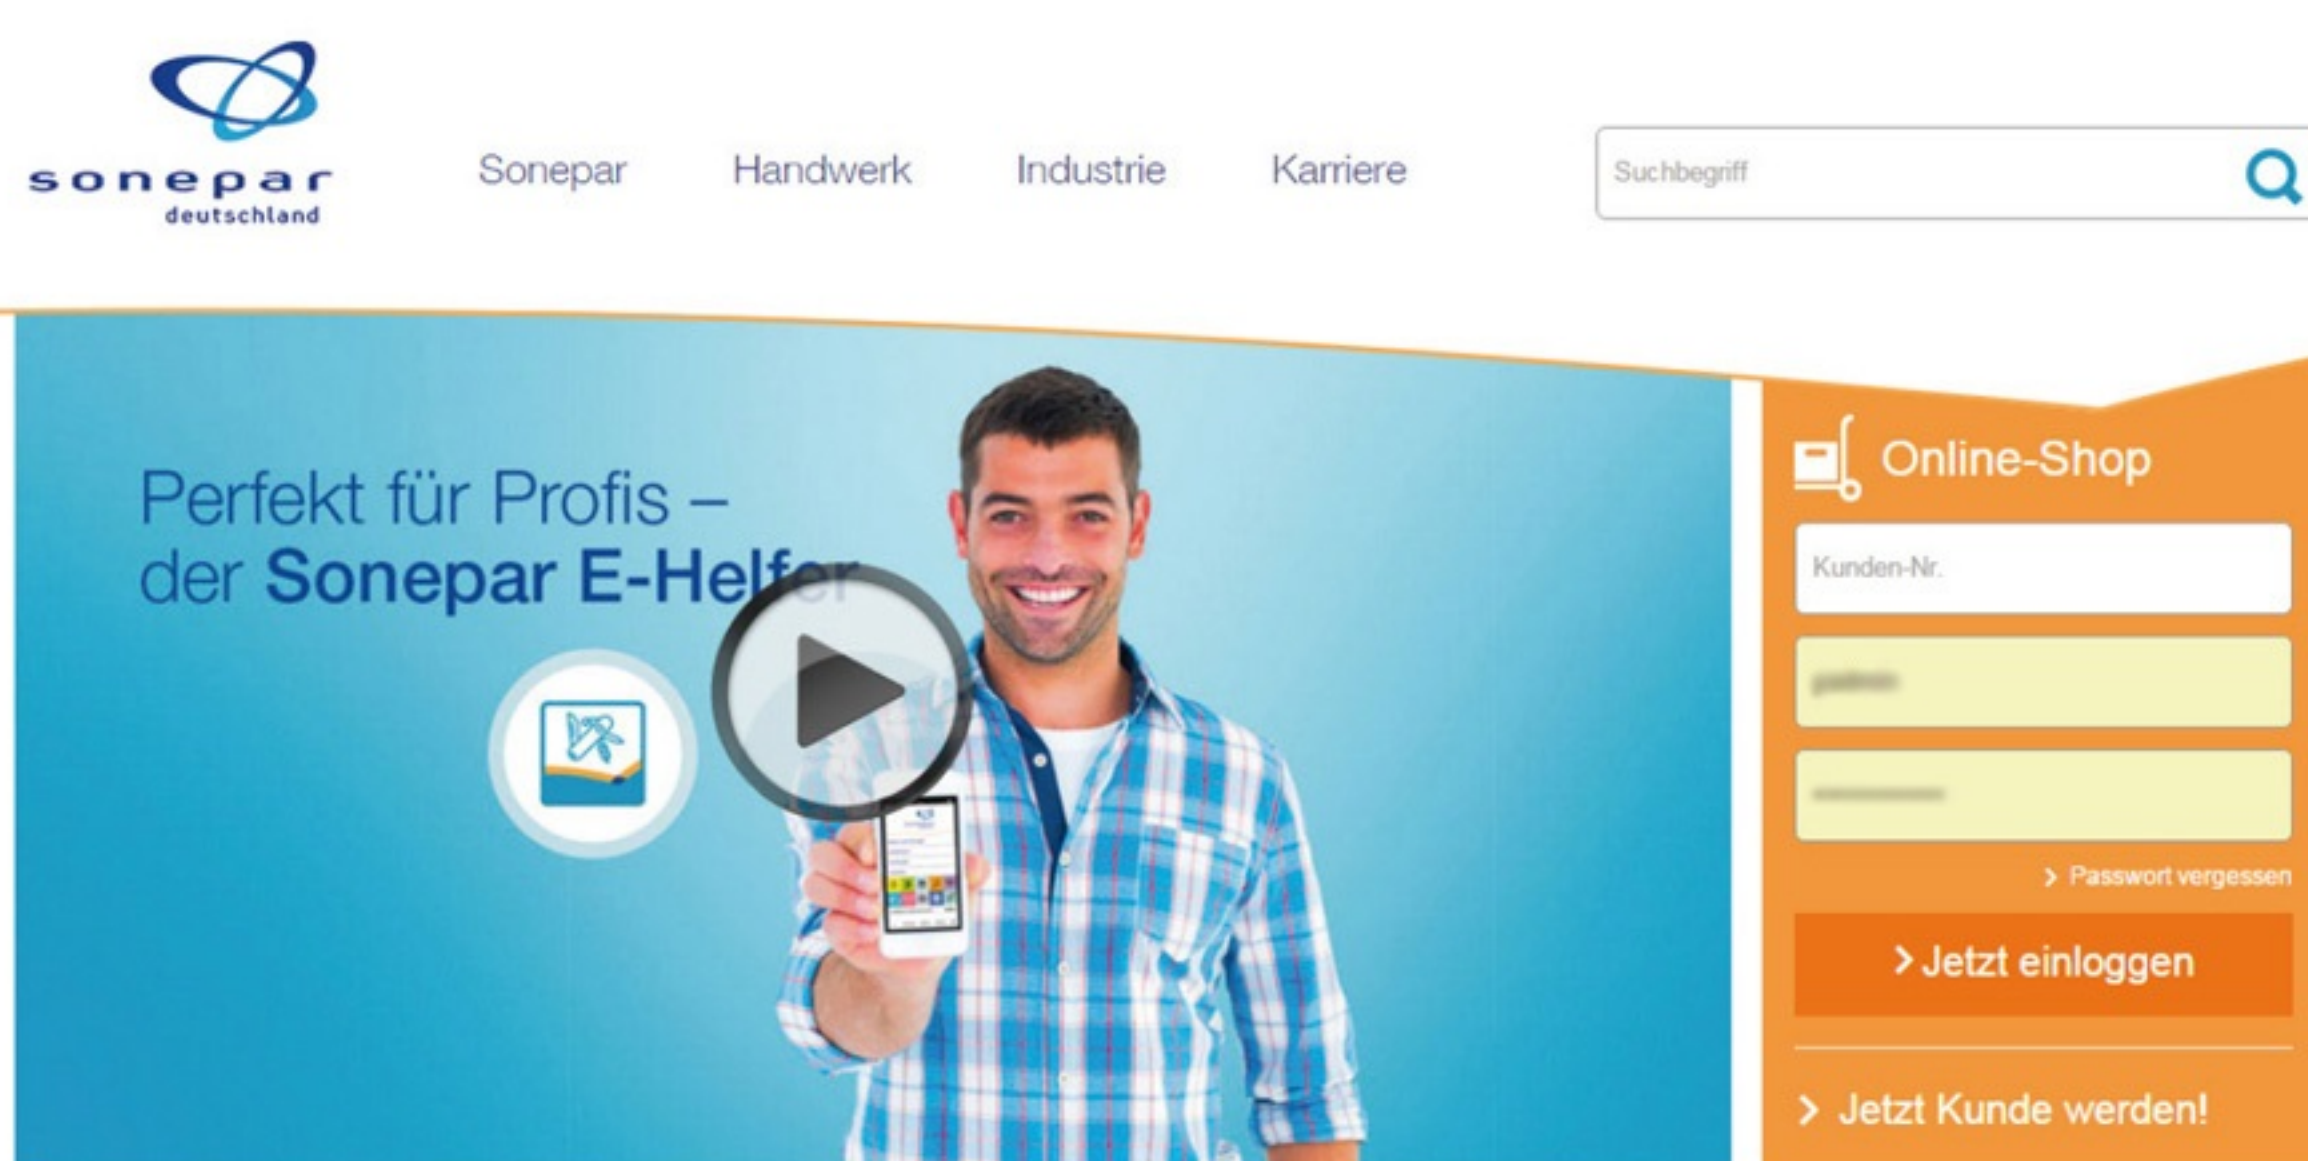 sonepar
deutschland
Sonepar
Handwerk
Industrie
Karriere
Suchbegriff
Perfekt für Profis –
der Sonepar E-Helfer
Online-Shop
Kunden-Nr.
> Passwort vergessen
> Jetzt einloggen
> Jetzt Kunde werden!